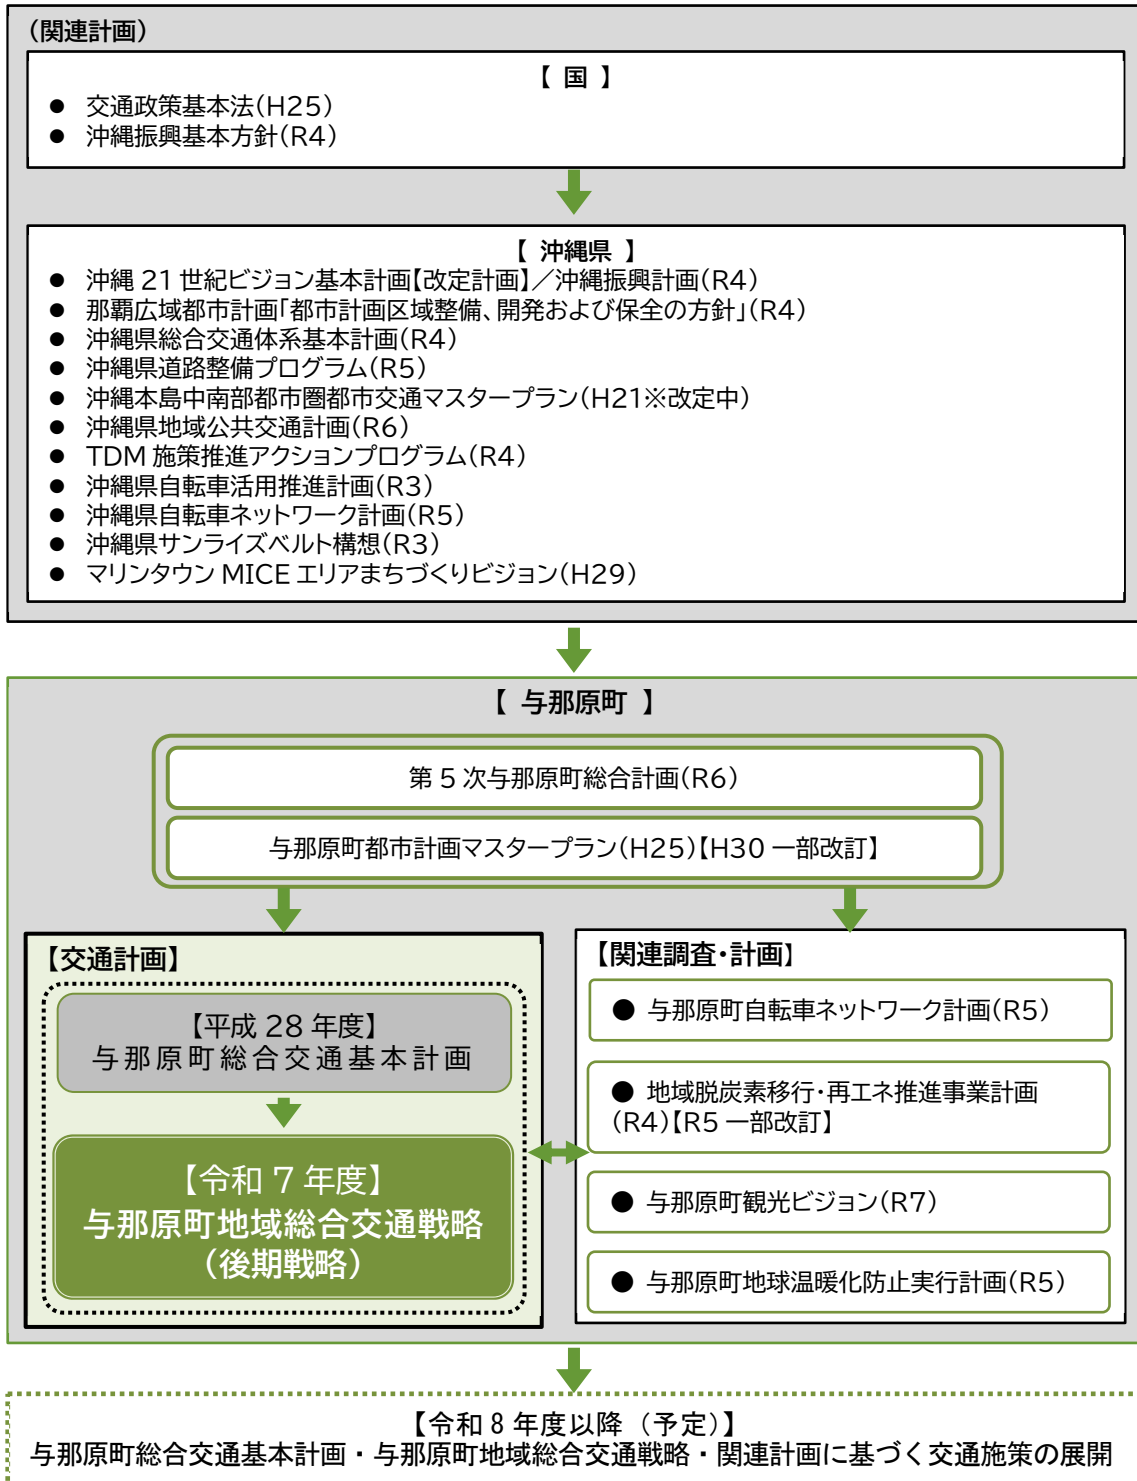 (関連計画)
【 国 】
● 交通政策基本法(H25)
● 沖縄振興基本方針(R4)
【 沖縄県 】
● 沖縄 21 世紀ビジョン基本計画【改定計画】／沖縄振興計画(R4)
● 那覇広域都市計画「都市計画区域整備、開発および保全の方針」(R4)
● 沖縄県総合交通体系基本計画(R4)
● 沖縄県道路整備プログラム(R5)
● 沖縄本島中南部都市圏都市交通マスタープラン(H21※改定中)
● 沖縄県地域公共交通計画(R6)
● TDM 施策推進アクションプログラム(R4)
● 沖縄県自転車活用推進計画(R3)
● 沖縄県自転車ネットワーク計画(R5)
● 沖縄県サンライズベルト構想(R3)
● マリンタウン MICE エリアまちづくりビジョン(H29)
【 与那原町 】
第 5 次与那原町総合計画(R6)
与那原町都市計画マスタープラン(H25)【H30 一部改訂】
【交通計画】
【平成 28 年度】
与那原町総合交通基本計画
【令和 7 年度】
与那原町地域総合交通戦略
(後期戦略)
【関連調査・計画】
● 与那原町自転車ネットワーク計画(R5)
● 地域脱炭素移行・再エネ推進事業計画
(R4)【R5 一部改訂】
● 与那原町観光ビジョン(R7)
● 与那原町地球温暖化防止実行計画(R5)
【令和 8 年度以降（予定）】
与那原町総合交通基本計画・与那原町地域総合交通戦略・関連計画に基づく交通施策の展開